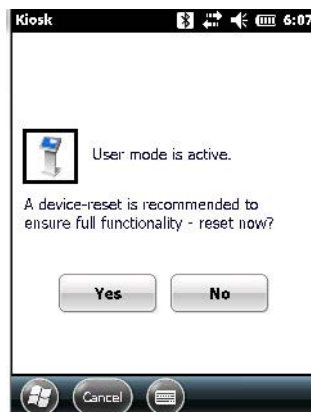 Kiosk 6:07
User mode is active.
A device-reset is recommended to
ensure full functionality - reset now?
Yes No
Cancel